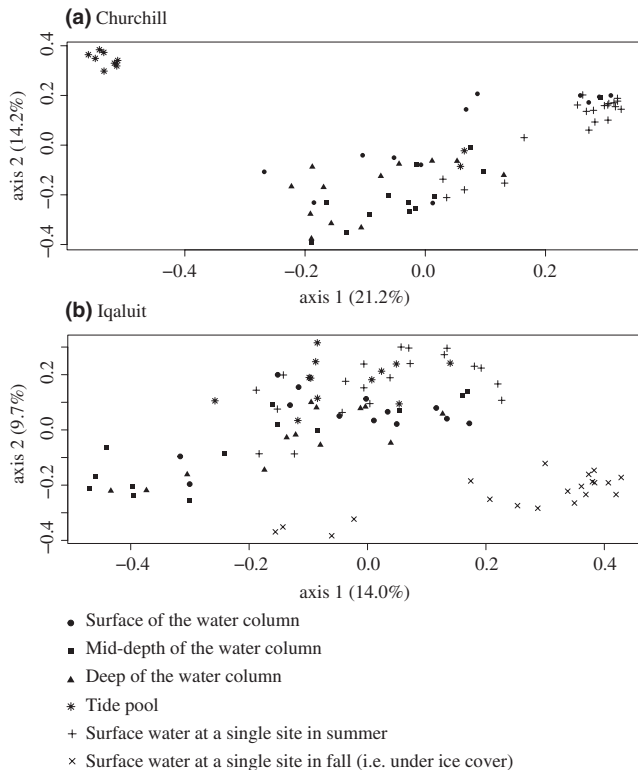 (a) Churchill
axis 2 (14.2%)
0.4
0.2
0.0
−0.2
−0.4
−0.4
−0.2
0.0
0.2
axis 1 (21.2%)
(b) Iqaluit
axis 2 (9.7%)
0.2
0.0
−0.2
−0.4
−0.4
−0.2
0.0
0.2
0.4
axis 1 (14.0%)
Surface of the water column
Mid-depth of the water column
Deep of the water column
Tide pool
Surface water at a single site in summer
Surface water at a single site in fall (i.e. under ice cover)